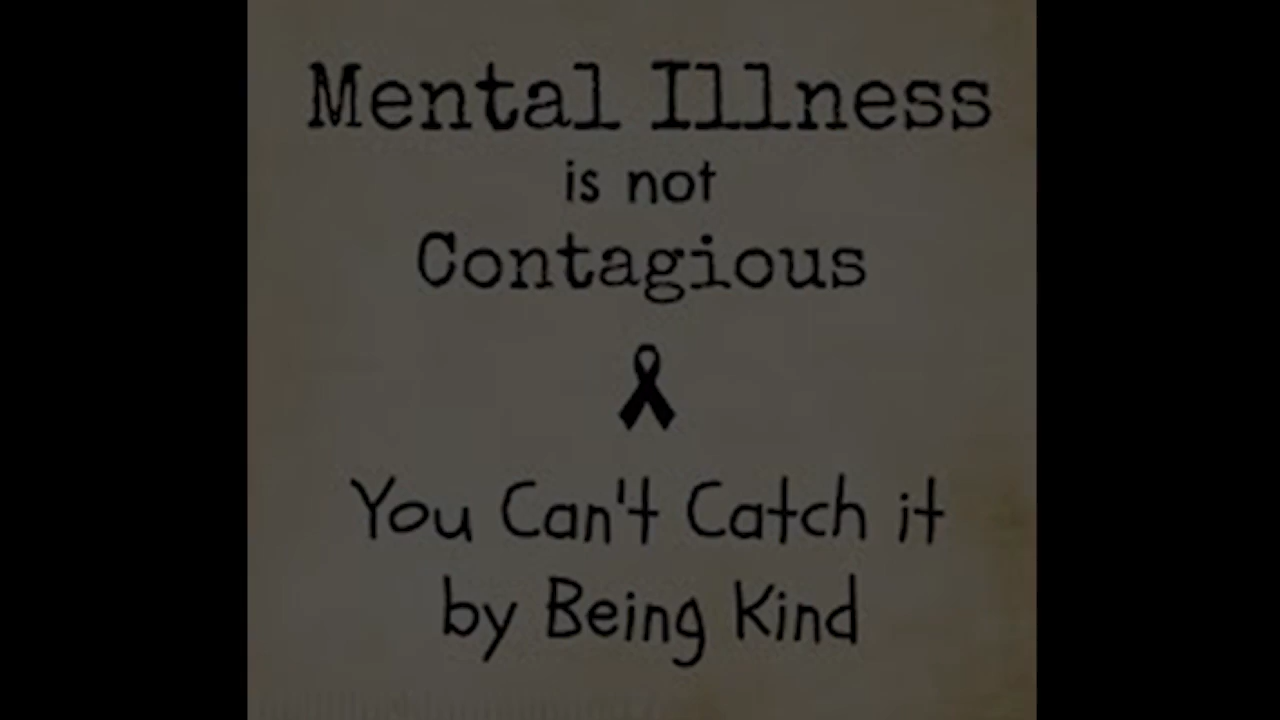 Mental Illness
is not
Contagious
You Can't Catch it
by Being Kind